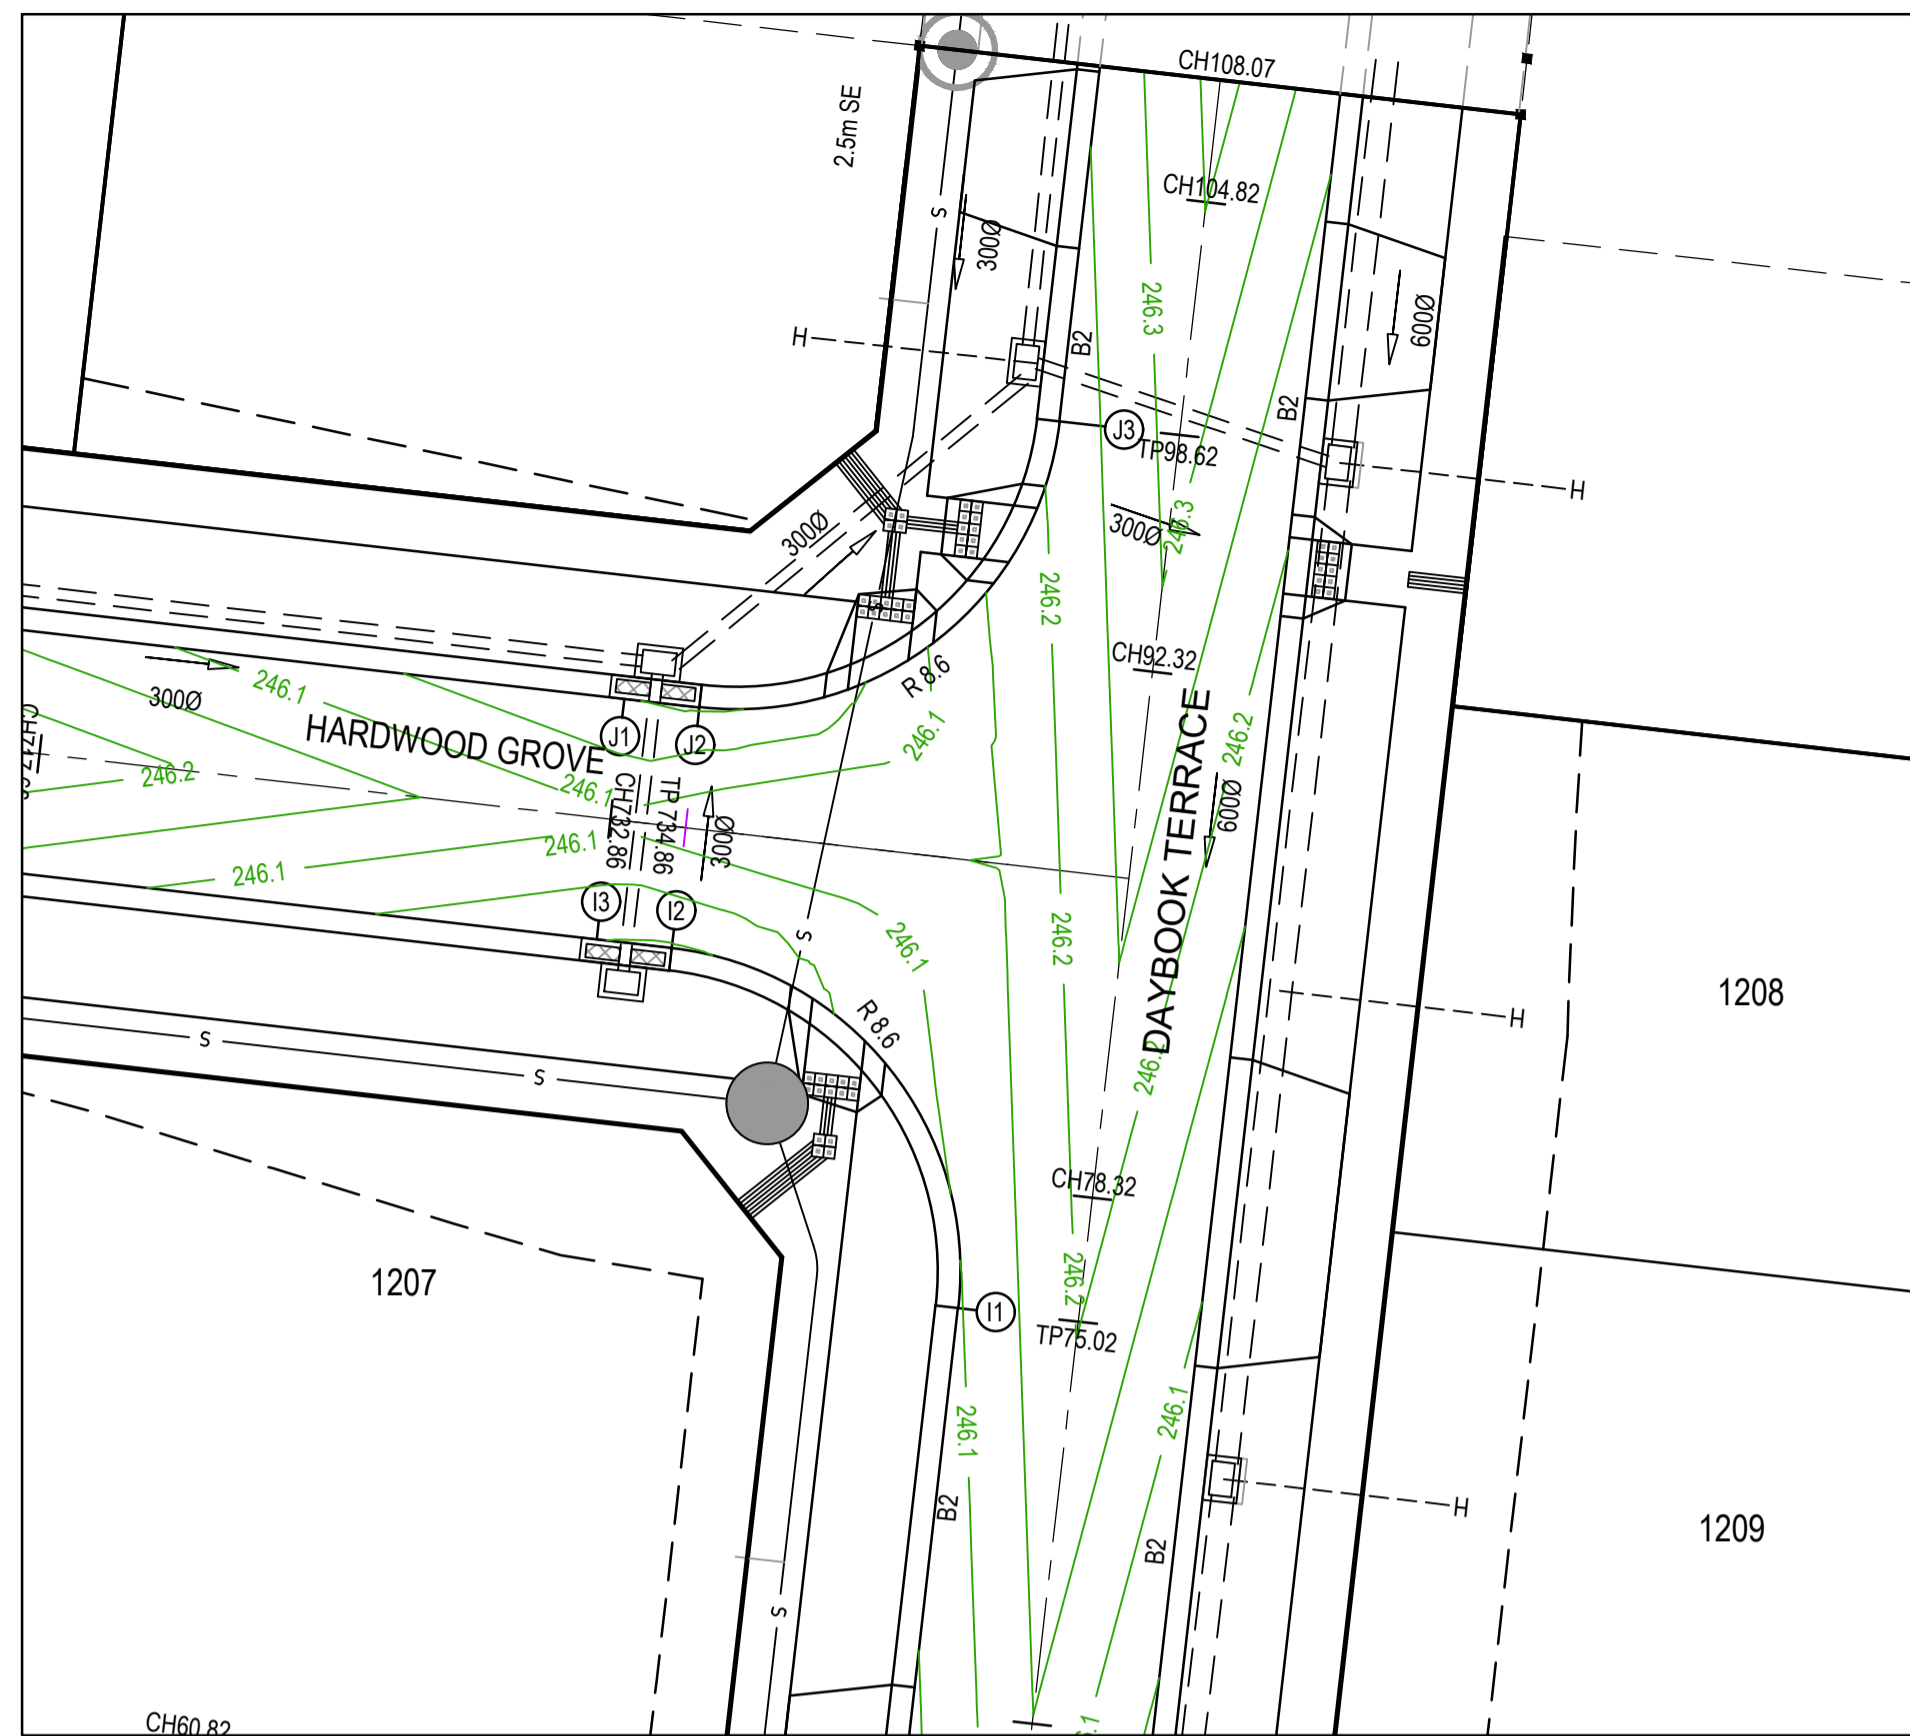 CH108.07
2.5m SE
CH104.82
S
300Ø
246.3
600Ø
H
B2
B2
J3
TP98.62
H
300Ø
300Ø
246.3
246.2
S
CH92.32
R 8.6
246.1
300Ø
HARDWOOD GROVE
J1
J2
246.1
246.2
246.2
246.1
CH732.86
TP 734.86
300Ø
DAYBOOK TERRACE
600Ø
246.1
246.1
I3
I2
S
246.1
246.2
1208
H
R 8.6
S
S
246.2
CH78.32
1207
246.2
I1
TP75.02
246.1
246.1
B2
H
1209
B2
S
CH60.82